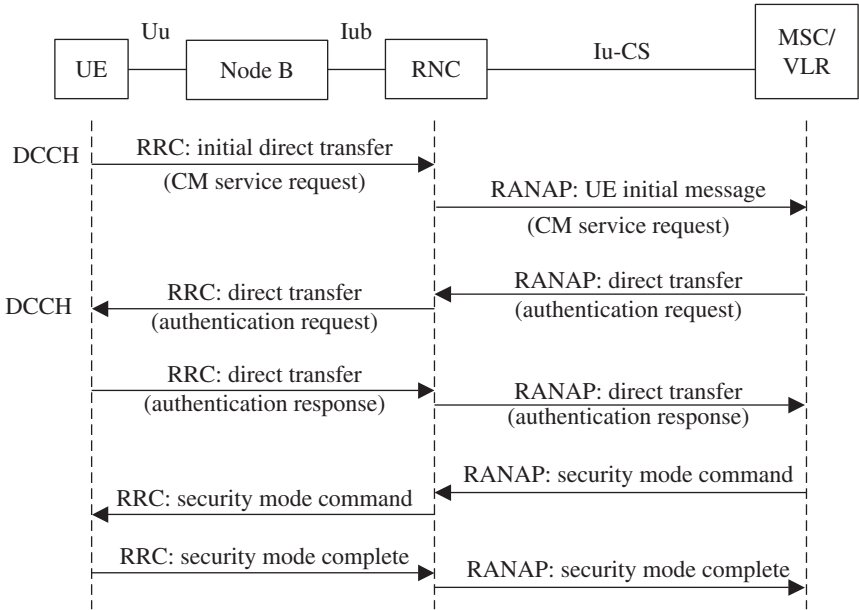 Uu
Iub
Iu-CS
UE
Node B
RNC
MSC/
VLR
DCCH
RRC: initial direct transfer
(CM service request)
RANAP: UE initial message
(CM service request)
DCCH
RRC: direct transfer
(authentication request)
RANAP: direct transfer
(authentication request)
RRC: direct transfer
(authentication response)
RANAP: direct transfer
(authentication response)
RANAP: security mode command
RRC: security mode command
RRC: security mode complete
RANAP: security mode complete